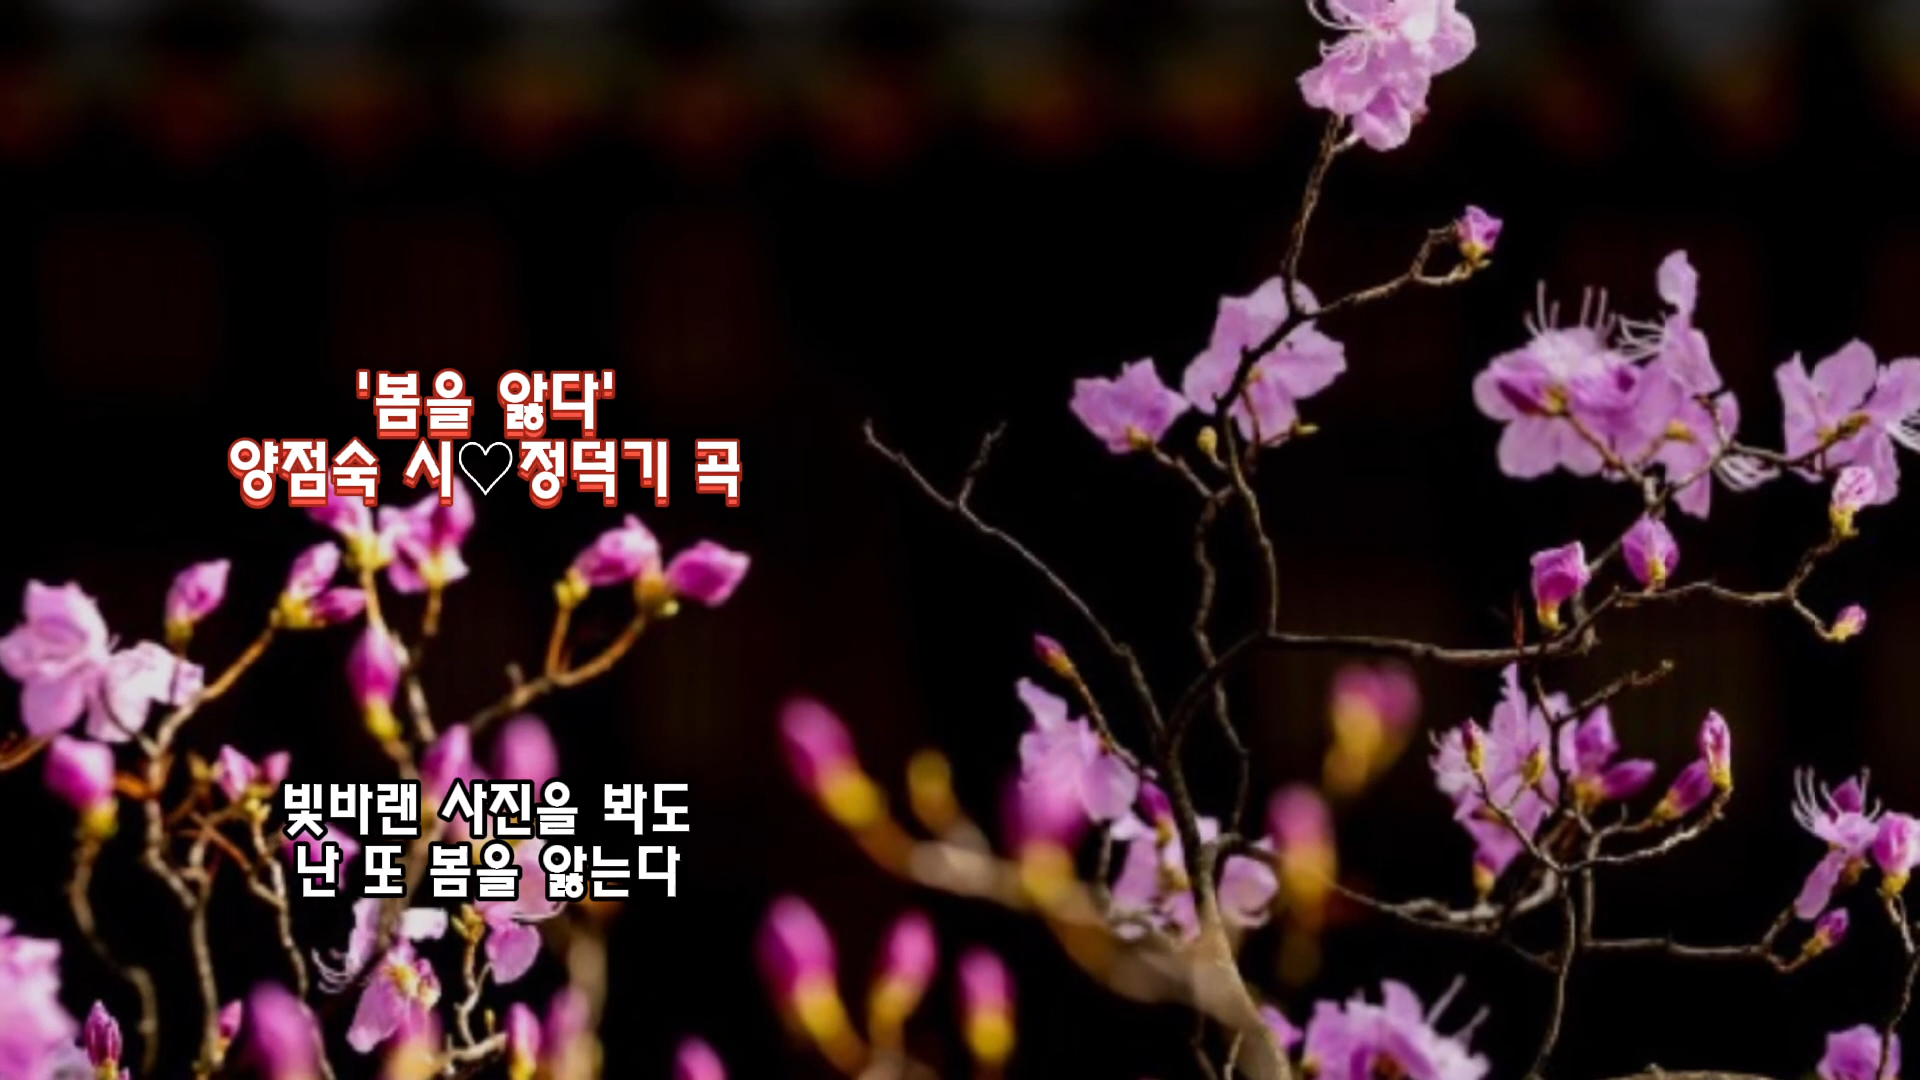 '봄을 앓다'
양점숙 시♡정덕기 곡
빛바랜 사진을 봐도
난 또 봄을 앓는다